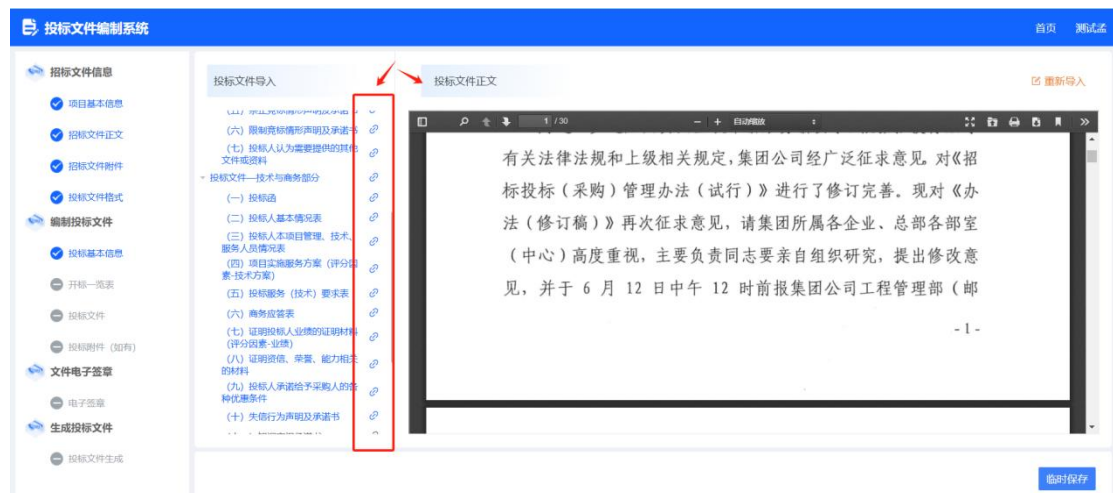 投标文件编制系统
首页 测试孟
招标文件信息
项目基本信息
招标文件正文
招标文件附件
投标文件格式
编制投标文件
投标基本信息
开标一览表
投标文件
投标附件（如有）
文件电子签章
电子签章
生成投标文件
投标文件生成
投标文件导入
（六）限制竞标情形声明及承诺书
（七）投标人认为需要提供的其他
文件或资料
投标文件—技术与商务部分
（一）投标函
（二）投标人基本情况表
（三）投标人本项目管理、技术、
服务人员情况表
（四）项目实施服务方案（评分因
素-技术方案）
（五）投标服务（技术）要求表
（六）商务应答表
（七）证明投标人业绩的证明材料
（评分因素-业绩）
（八）证明资信、荣誉、能力相关
的材料
（九）投标人承诺给予采购人的各
种优惠条件
（十）失信行为声明及承诺书
投标文件正文
重新导入
1 / 30
自动缩放
有关法律法规和上级相关规定，集团公司经广泛征求意见。对《招
标投标（采购）管理办法（试行）》进行了修订完善。现对《办
法（修订稿）》再次征求意见，请集团所属各企业、总部各部室
（中心）高度重视，主要负责同志要亲自组织研究，提出修改意
见，并于 6 月 12 日中午 12 时前报集团公司工程管理部（邮
-1-
临时保存